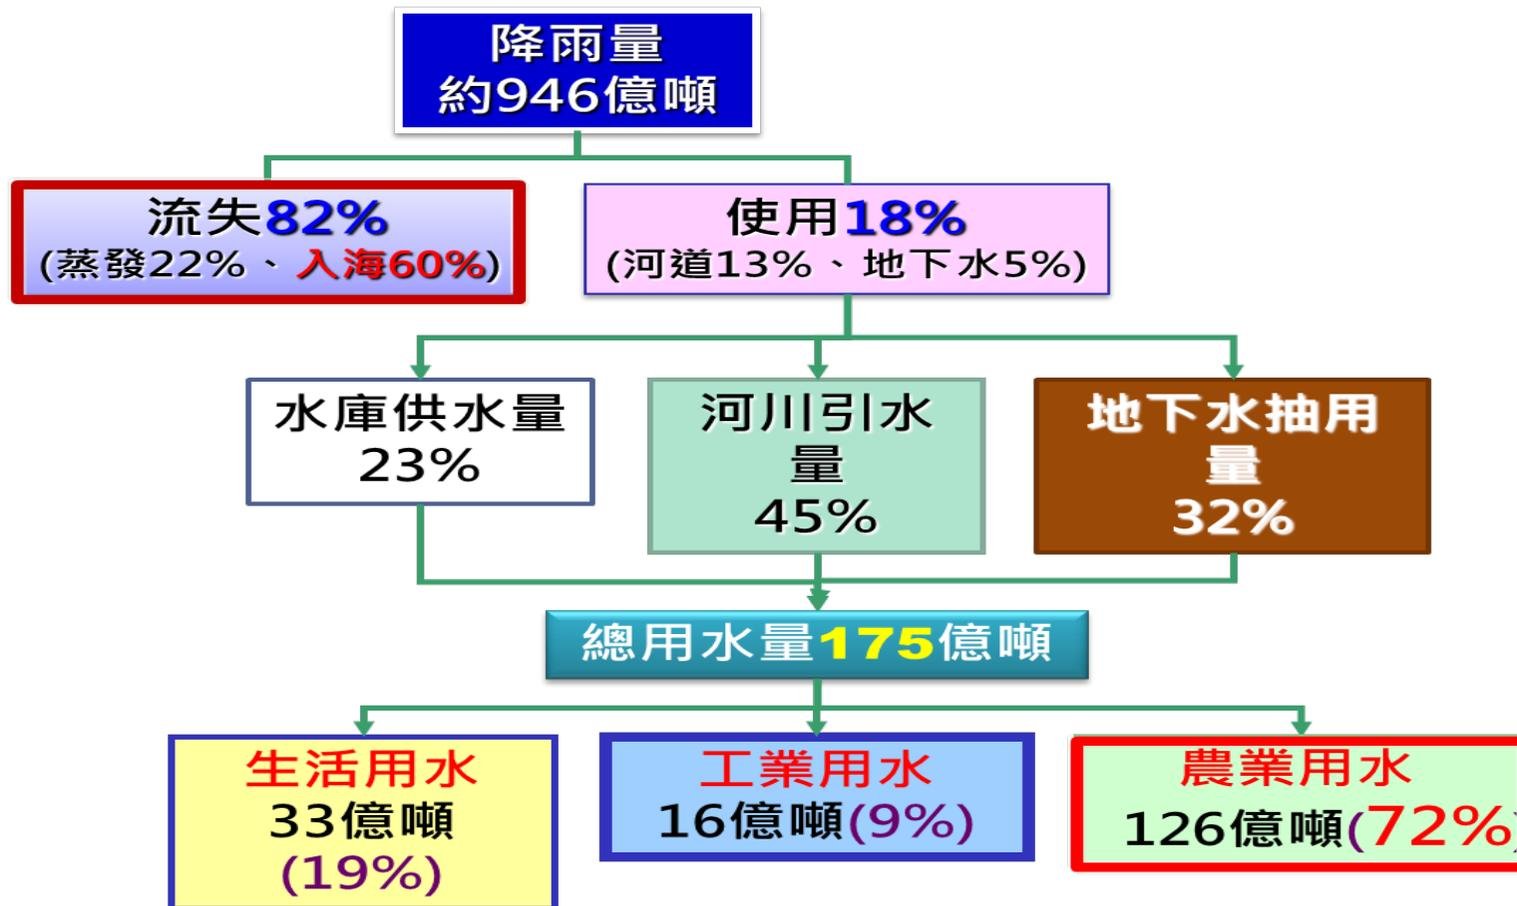 降雨量
約946億噸
流失82%
(蒸發22%、入海60%)
使用18%
(河道13%、地下水5%)
水庫供水量
23%
河川引水
量
45%
地下水抽用
量
32%
總用水量175億噸
生活用水
33億噸
(19%)
工業用水
16億噸(9%)
農業用水
126億噸(72%)